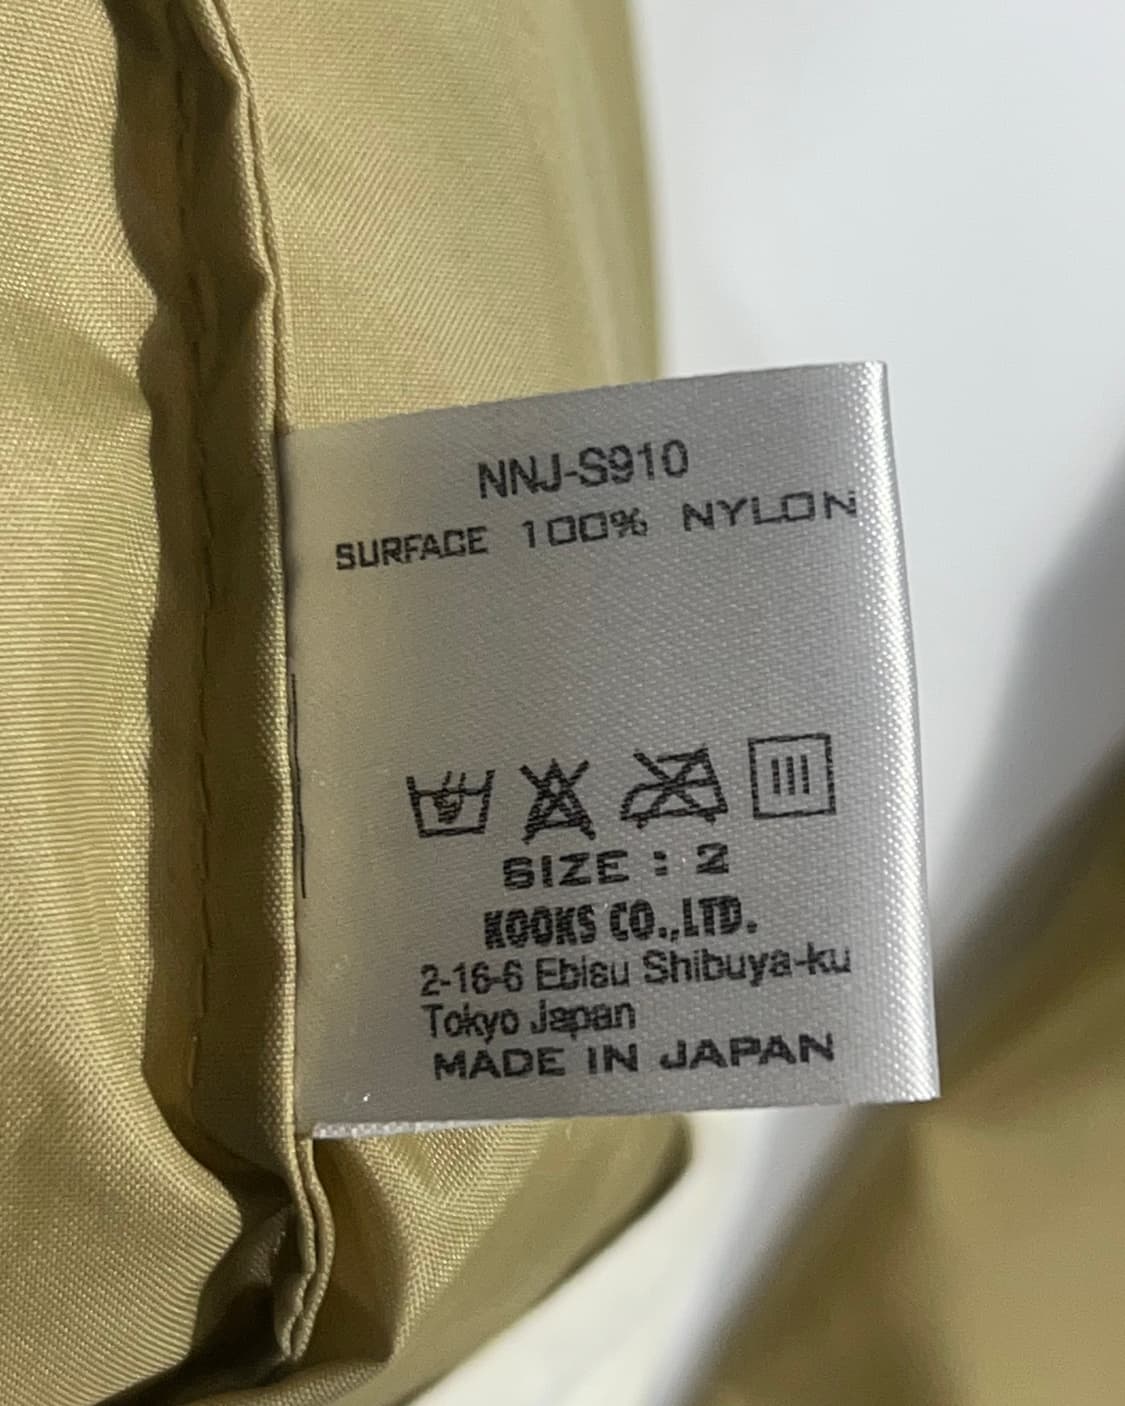 NNJ-S910
SURFACE 100% NYLON
SIZE : 2
KOOKS CO.,LTD.
2-16-6 Ebisu Shibuya-ku
Tokyo Japan
MADE IN JAPAN